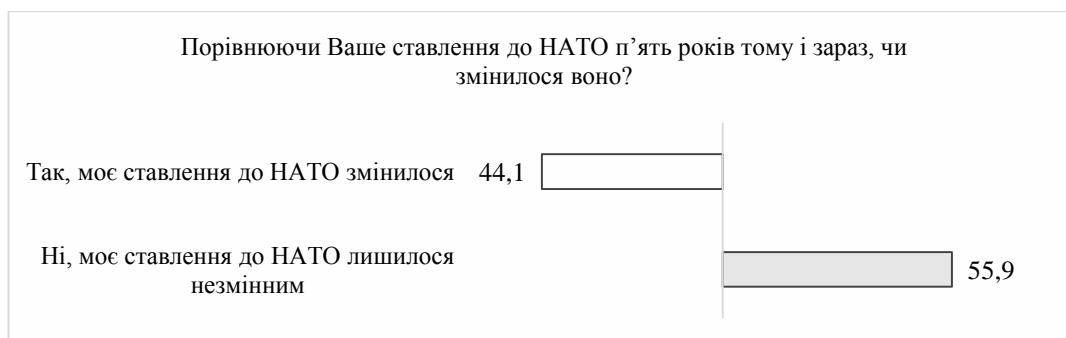 Порівнюючи Ваше ставлення до НАТО п’ять років тому і зараз, чи
змінилося воно?
Так, моє ставлення до НАТО змінилося 44,1
Ні, моє ставлення до НАТО лишилося
незмінним
55,9